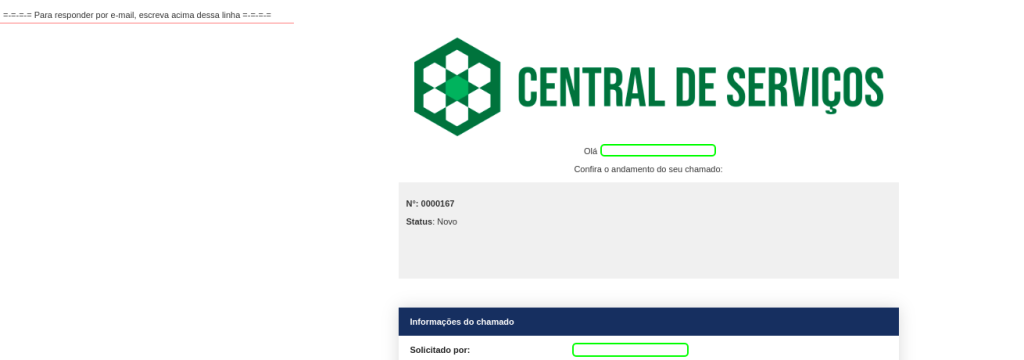 =-=-=-= Para responder por e-mail, escreva acima dessa linha =-=-=-=
CENTRAL DE SERVIÇOS
Olá
Confira o andamento do seu chamado:
N°: 0000167
Status: Novo
Informações do chamado
Solicitado por: